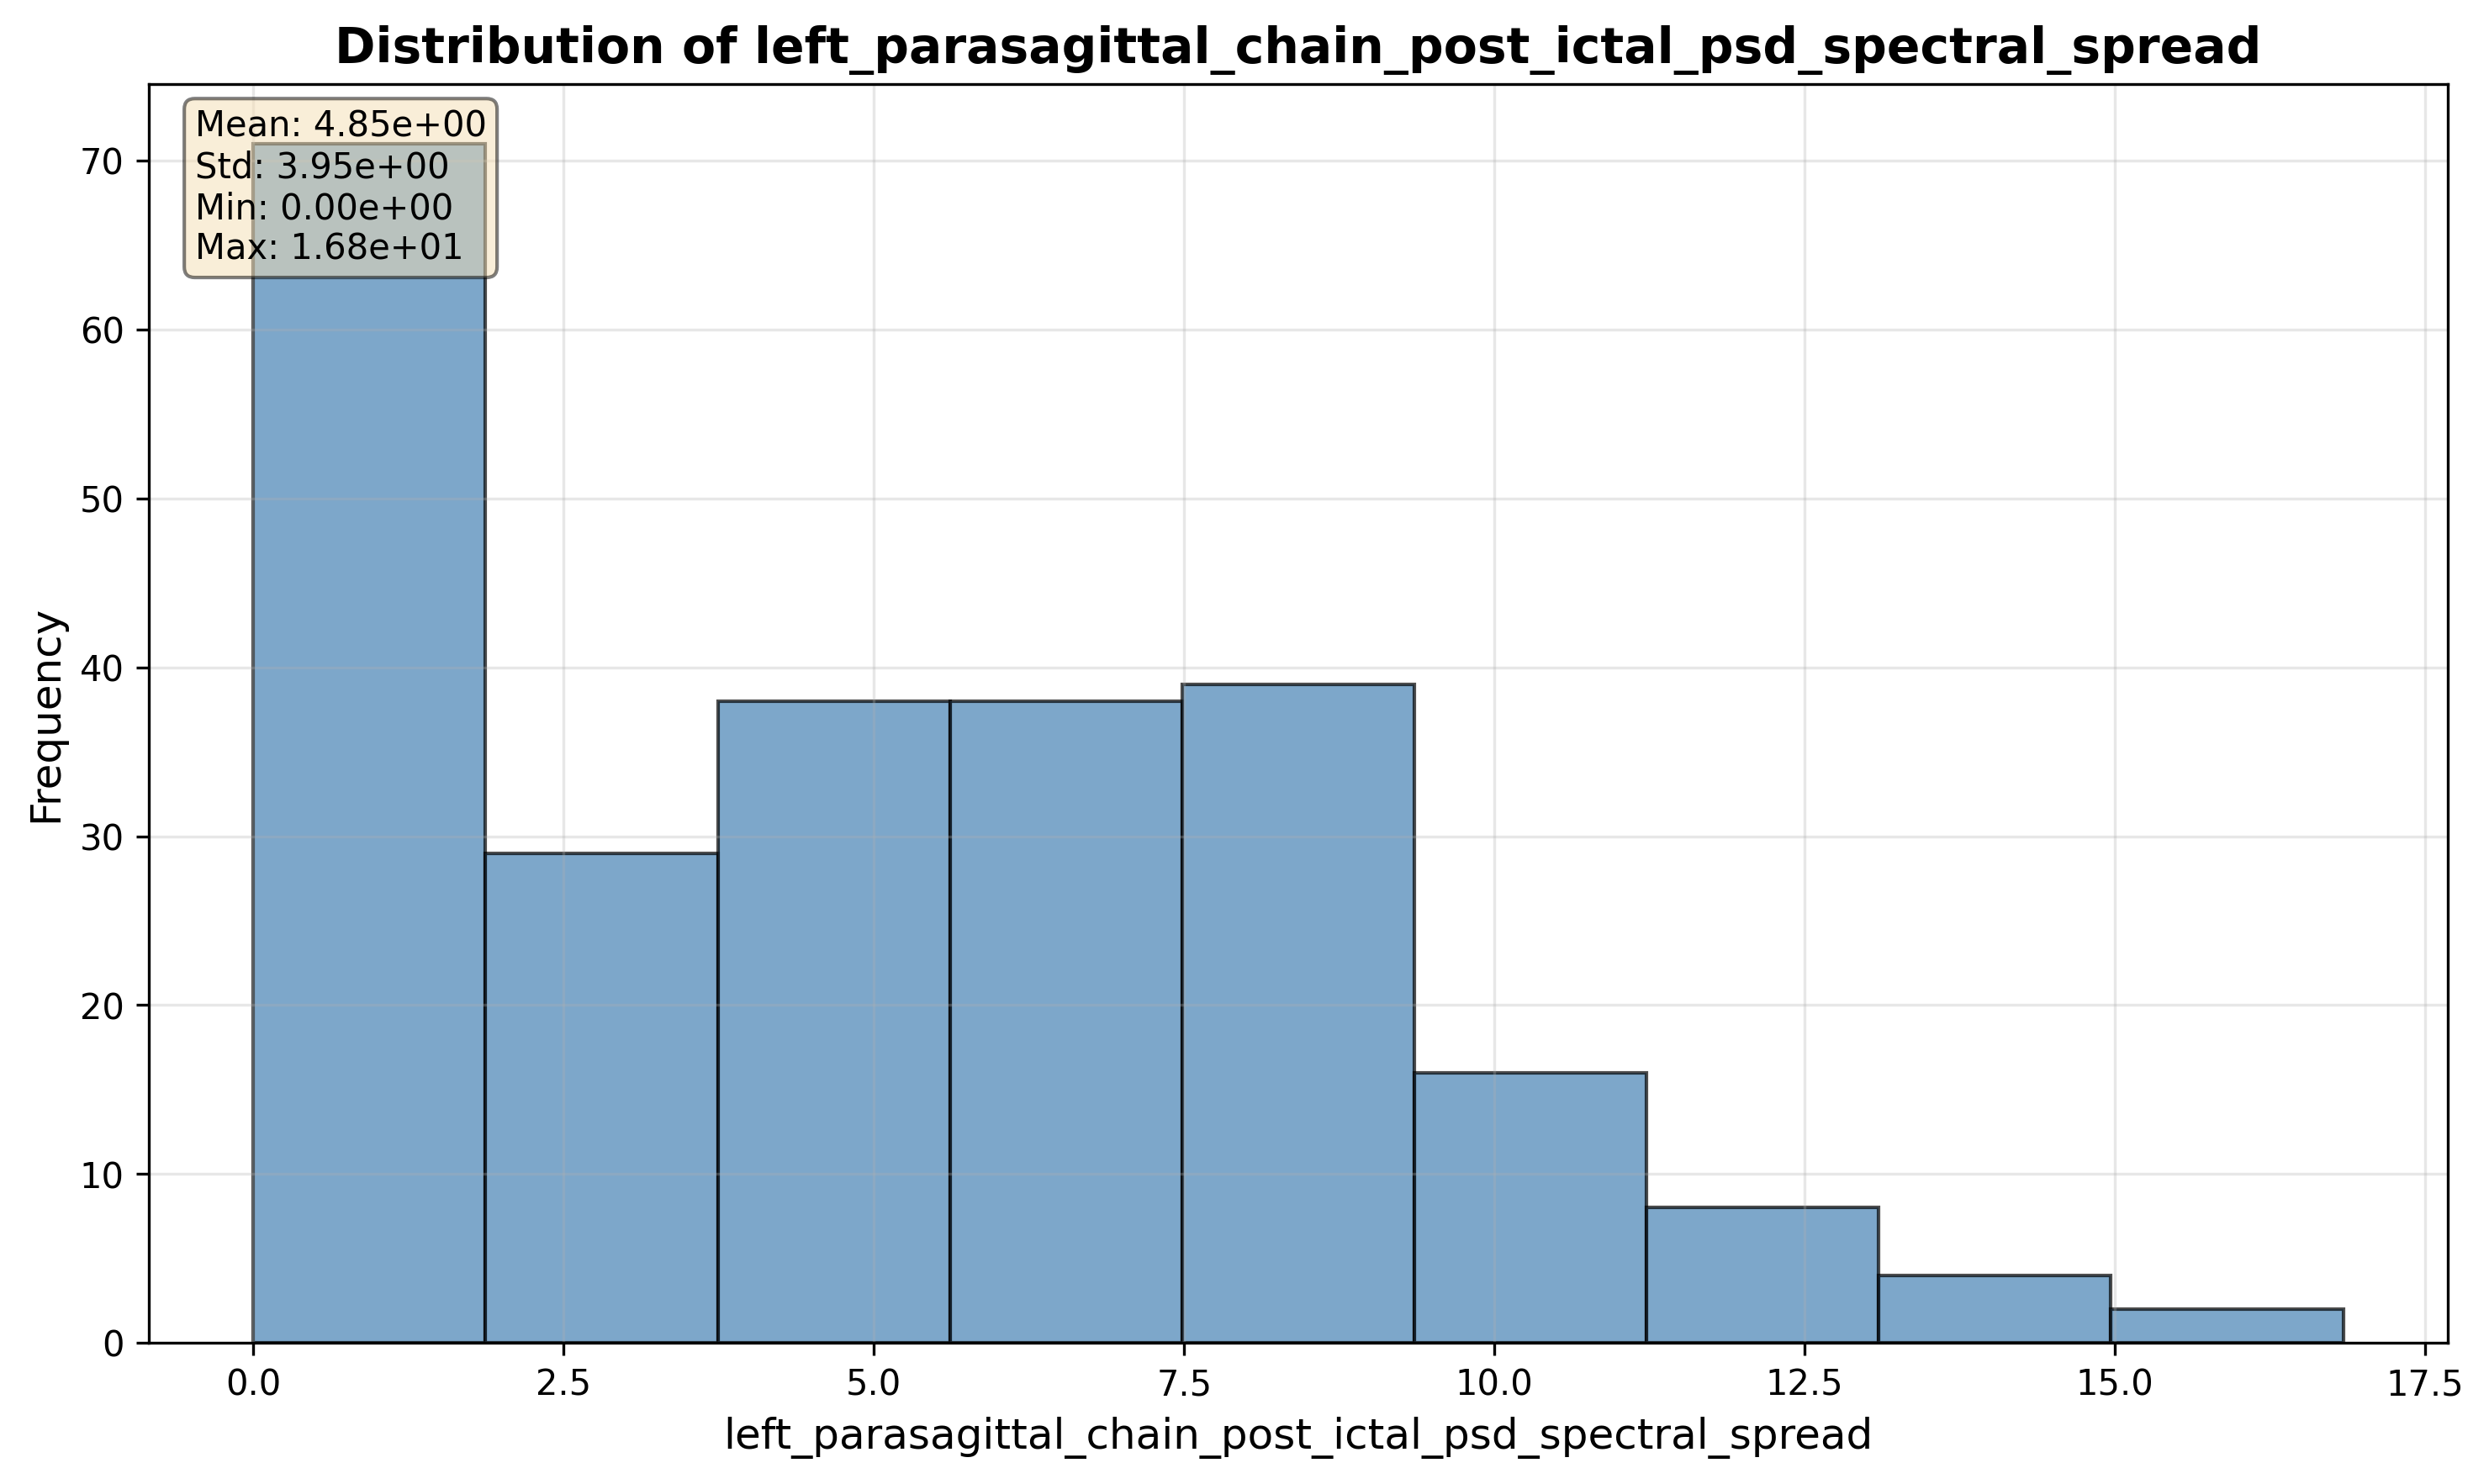 Distribution of left_parasagittal_chain_post_ictal_psd_spectral_spread
Mean: 4.85e+00
Std: 3.95e+00
Min: 0.00e+00
Max: 1.68e+01
70
60
50
40
30
20
10
0
Frequency
0.0 2.5 5.0 7.5 10.0 12.5 15.0 17.5
left_parasagittal_chain_post_ictal_psd_spectral_spread